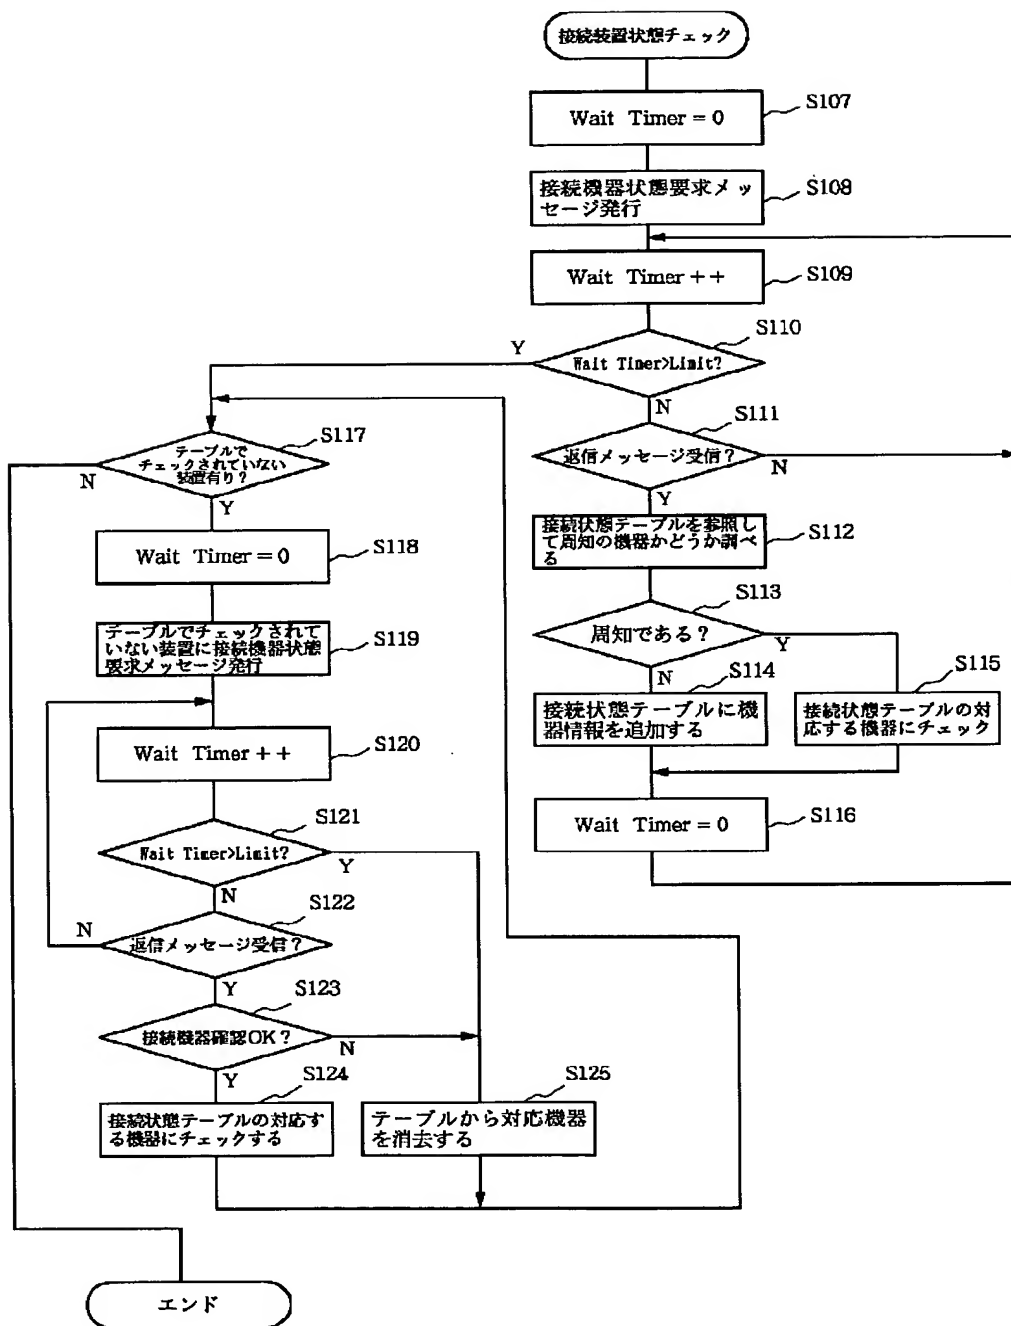 接続装置状態チェック
Wait Timer = 0
S107
接続機器状態要求メッ
セージ発行
S108
Wait Timer ++
S109
Wait Timer>Limit?
S110
Y
N
返信メッセージ受信？
S111
N
Y
接続状態テーブルを参照し
て周知の機器かどうか調べ
る
S112
周知である？
S113
Y
N
接続状態テーブルに機
器情報を追加する
S114
接続状態テーブルの対
応する機器にチェック
S115
Wait Timer = 0
S116
テーブルで
チェックされていない
装置有り？
S117
N
Y
Wait Timer = 0
S118
テーブルでチェックされて
いない装置に接続機器状態
要求メッセージ発行
S119
Wait Timer ++
S120
Wait Timer>Limit?
S121
Y
N
返信メッセージ受信？
S122
N
Y
接続機器確認OK？
S123
N
Y
接続状態テーブルの対応す
る機器にチェックする
S124
テーブルから対応機器
を消去する
S125
エンド